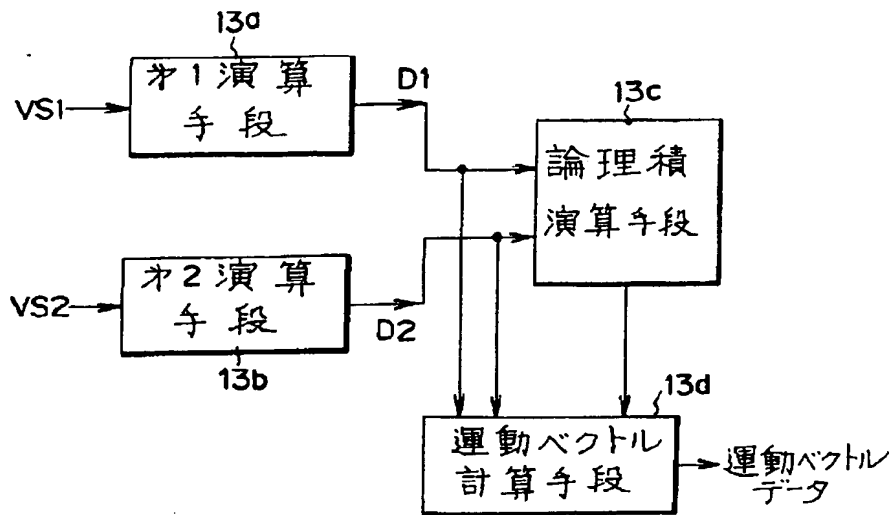 13a
才1演算
手段
VS1
D1
13c
論理積
演算手段
才2演算
手段
VS2
D2
13b
13d
運動ベクトル
計算手段
運動ベクトル
データ